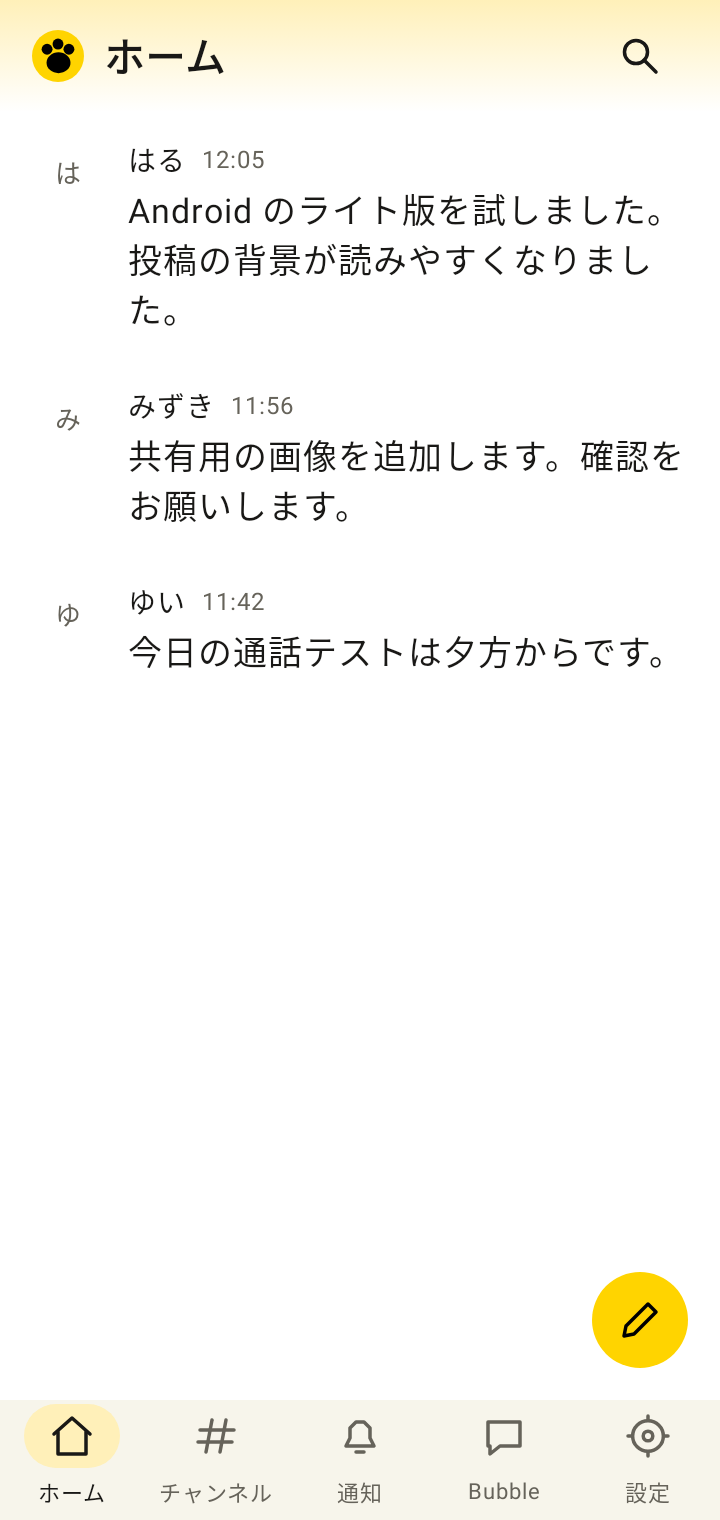 ホーム
は
はる 12:05
Android のライト版を試しました。
投稿の背景が読みやすくなりまし
た。
み
みずき 11:56
共有用の画像を追加します。確認を
お願いします。
ゆ
ゆい 11:42
今日の通話テストは夕方からです。
ホーム
チャンネル
通知
Bubble
設定